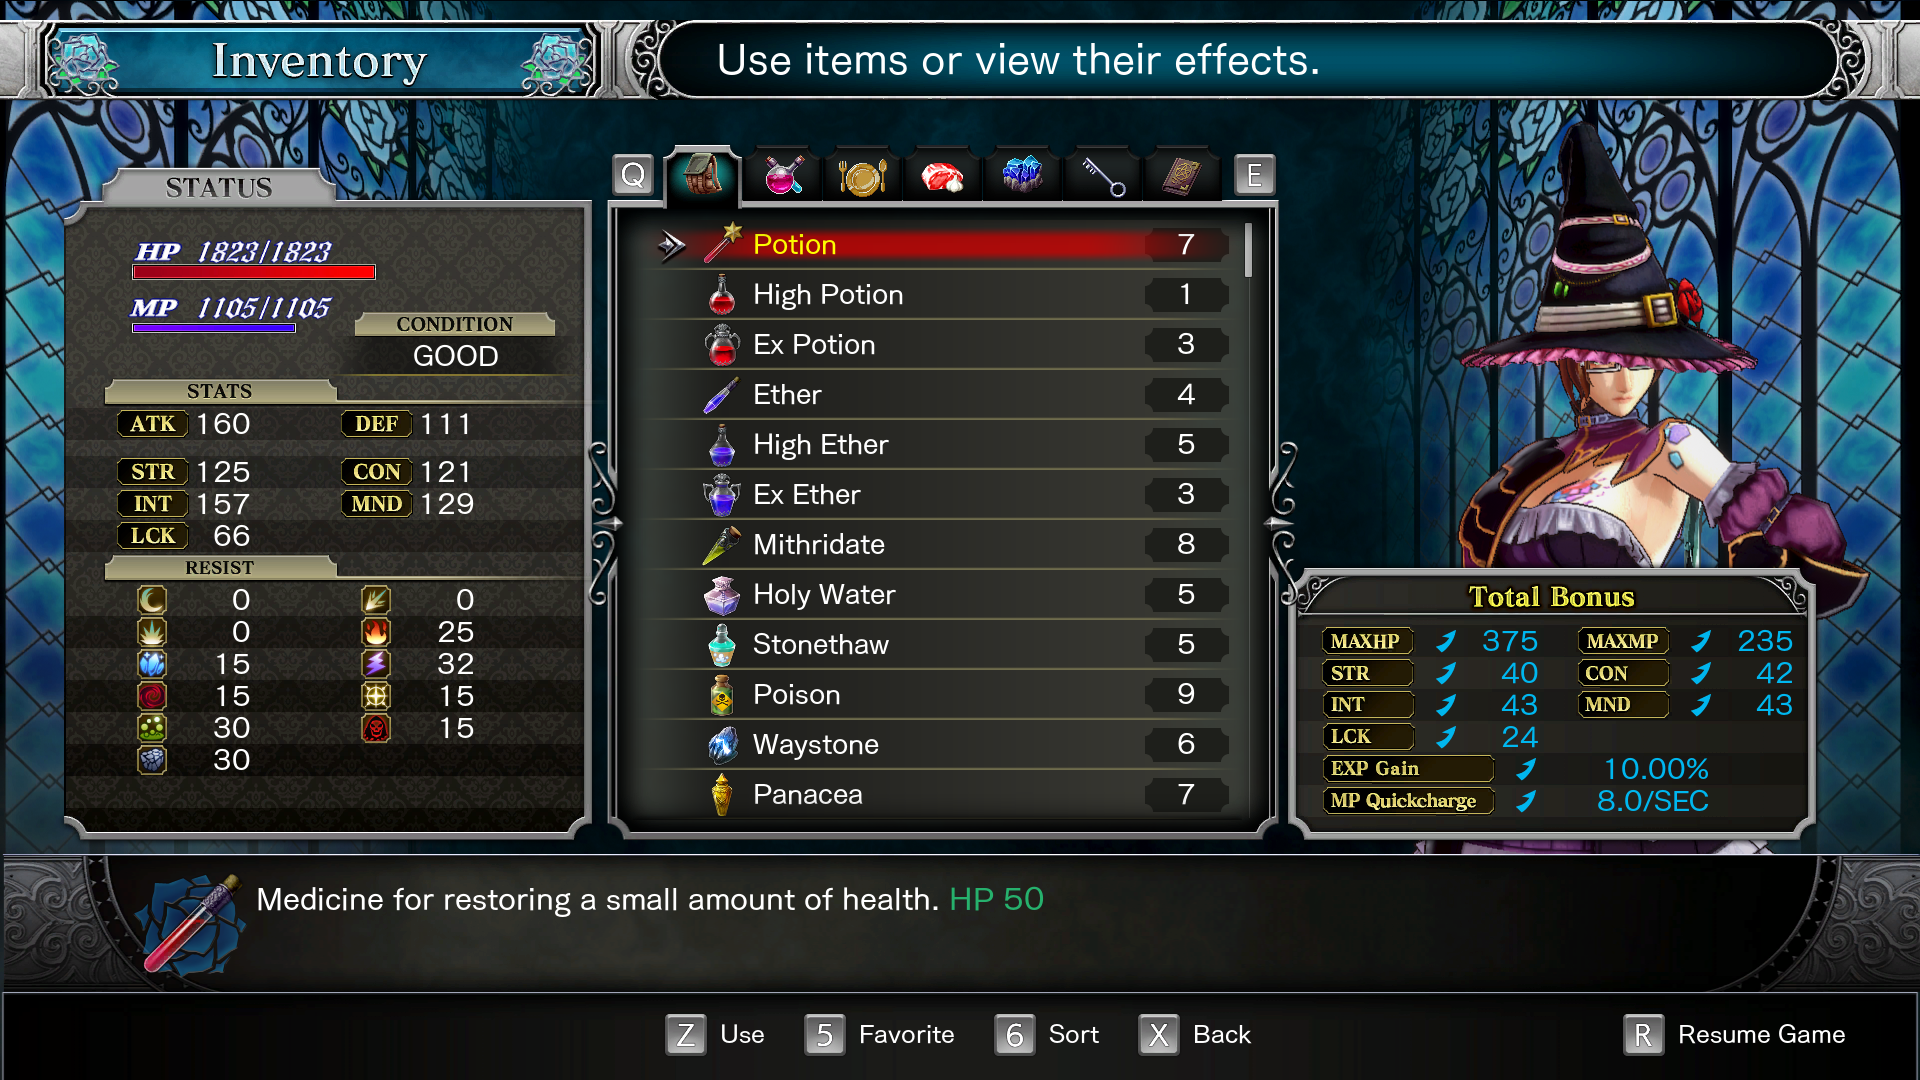 Inventory
Use items or view their effects.
STATUS
HP 1823/1823
MP 1105/1105
CONDITION
GOOD
STATS
ATK 160 DEF 111
STR 125 CON 121
INT 157 MND 129
LCK 66
RESIST
0 0
0 25
15 32
15 15
30 15
30
Q E
Potion 7
High Potion 1
Ex Potion 3
Ether 4
High Ether 5
Ex Ether 3
Mithridate 8
Holy Water 5
Stonethaw 5
Poison 9
Waystone 6
Panacea 7
Total Bonus
MAXHP 375 MAXMP 235
STR 40 CON 42
INT 43 MND 43
LCK 24
EXP Gain 10.00%
MP Quickcharge 8.0/SEC
Medicine for restoring a small amount of health. HP 50
Z Use 5 Favorite 6 Sort X Back R Resume Game